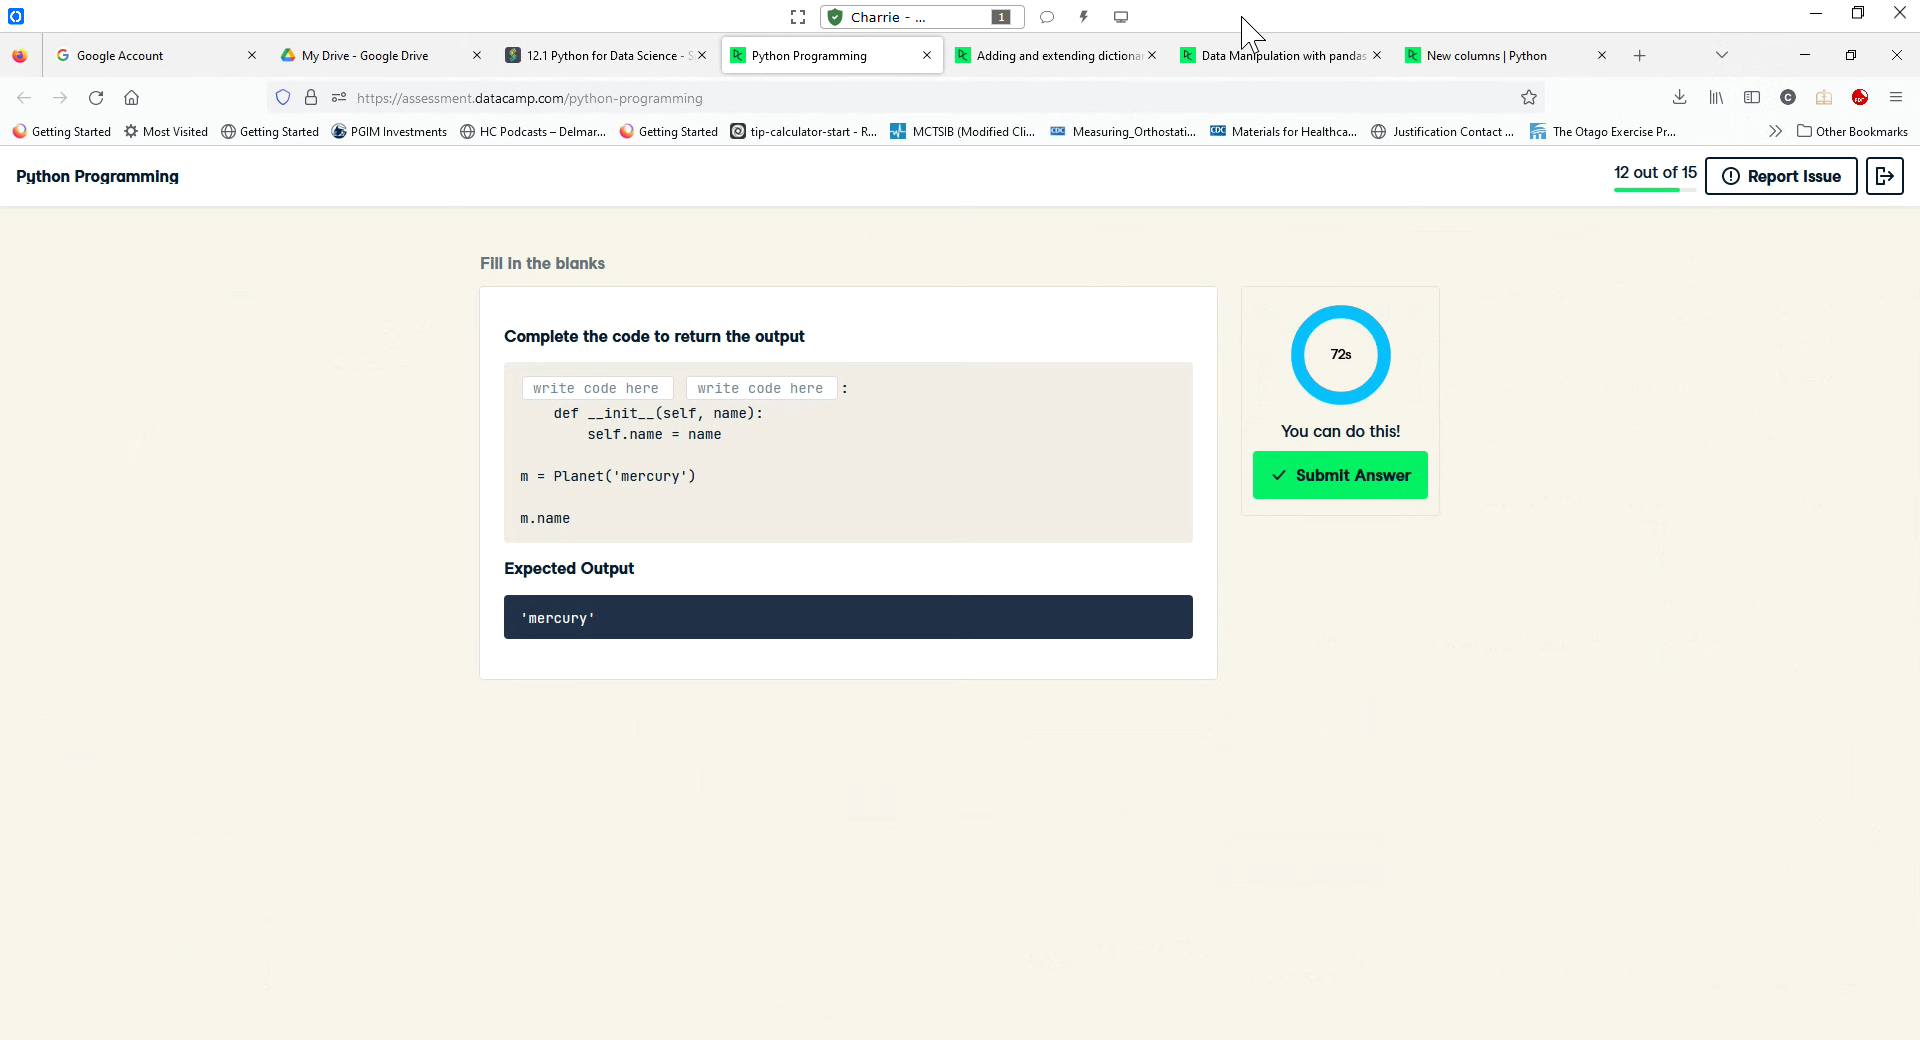 Charrie - ... 1
Google Account
My Drive - Google Drive
12.1 Python for Data Science - S
Python Programming
Adding and extending dictionar
Data Manipulation with pandas
New columns | Python
https://assessment.datacamp.com/python-programming
C
PDF
Getting Started
Most Visited
Getting Started
PGIM Investments
HC Podcasts – Delmar...
Getting Started
tip-calculator-start - R...
MCTSIB (Modified Cli...
CDC Measuring_Orthostati...
CDC Materials for Healthca...
Justification Contact ...
The Otago Exercise Pr...
Other Bookmarks
Python Programming
12 out of 15
Report Issue
Fill in the blanks
Complete the code to return the output
write code here write code here :
def __init__(self, name):
self.name = name
m = Planet('mercury')
m.name
Expected Output
'mercury'
72s
You can do this!
Submit Answer